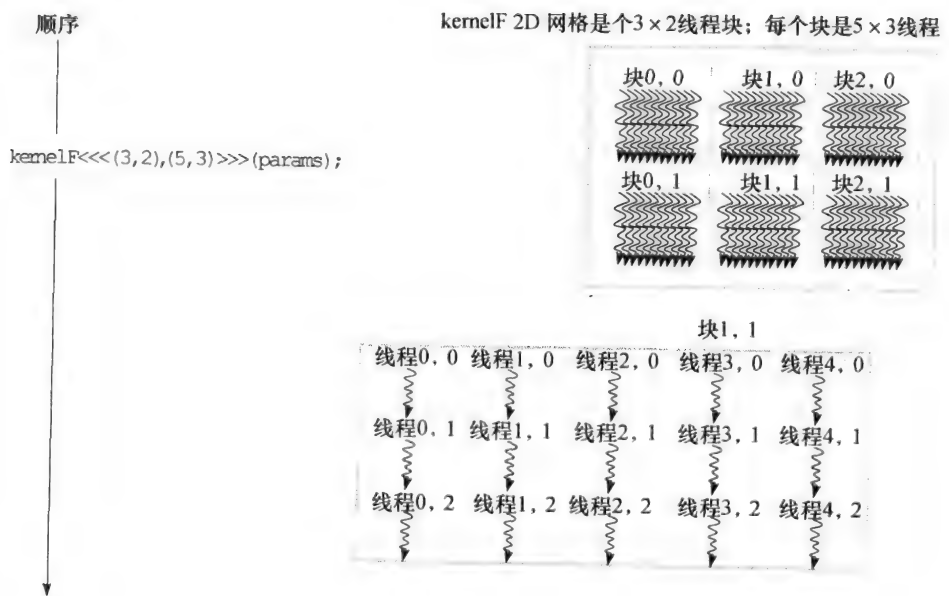 顺序
kernelF 2D 网格是个3×2线程块；每个块是5×3线程
块0，0 块1，0 块2，0
kernelF<<<(3,2),(5,3)>>>(params);
块0，1 块1，1 块2，1
块1，1
线程0，0 线程1，0 线程2，0 线程3，0 线程4，0
线程0，1 线程1，1 线程2，1 线程3，1 线程4，1
线程0，2 线程1，2 线程2，2 线程3，2 线程4，2